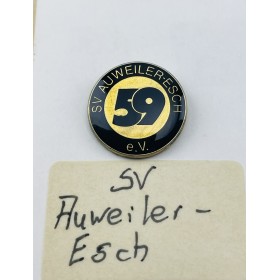 SV AUWEILER-ESCH
59
e.V.
SV
Auweiler-
Esch